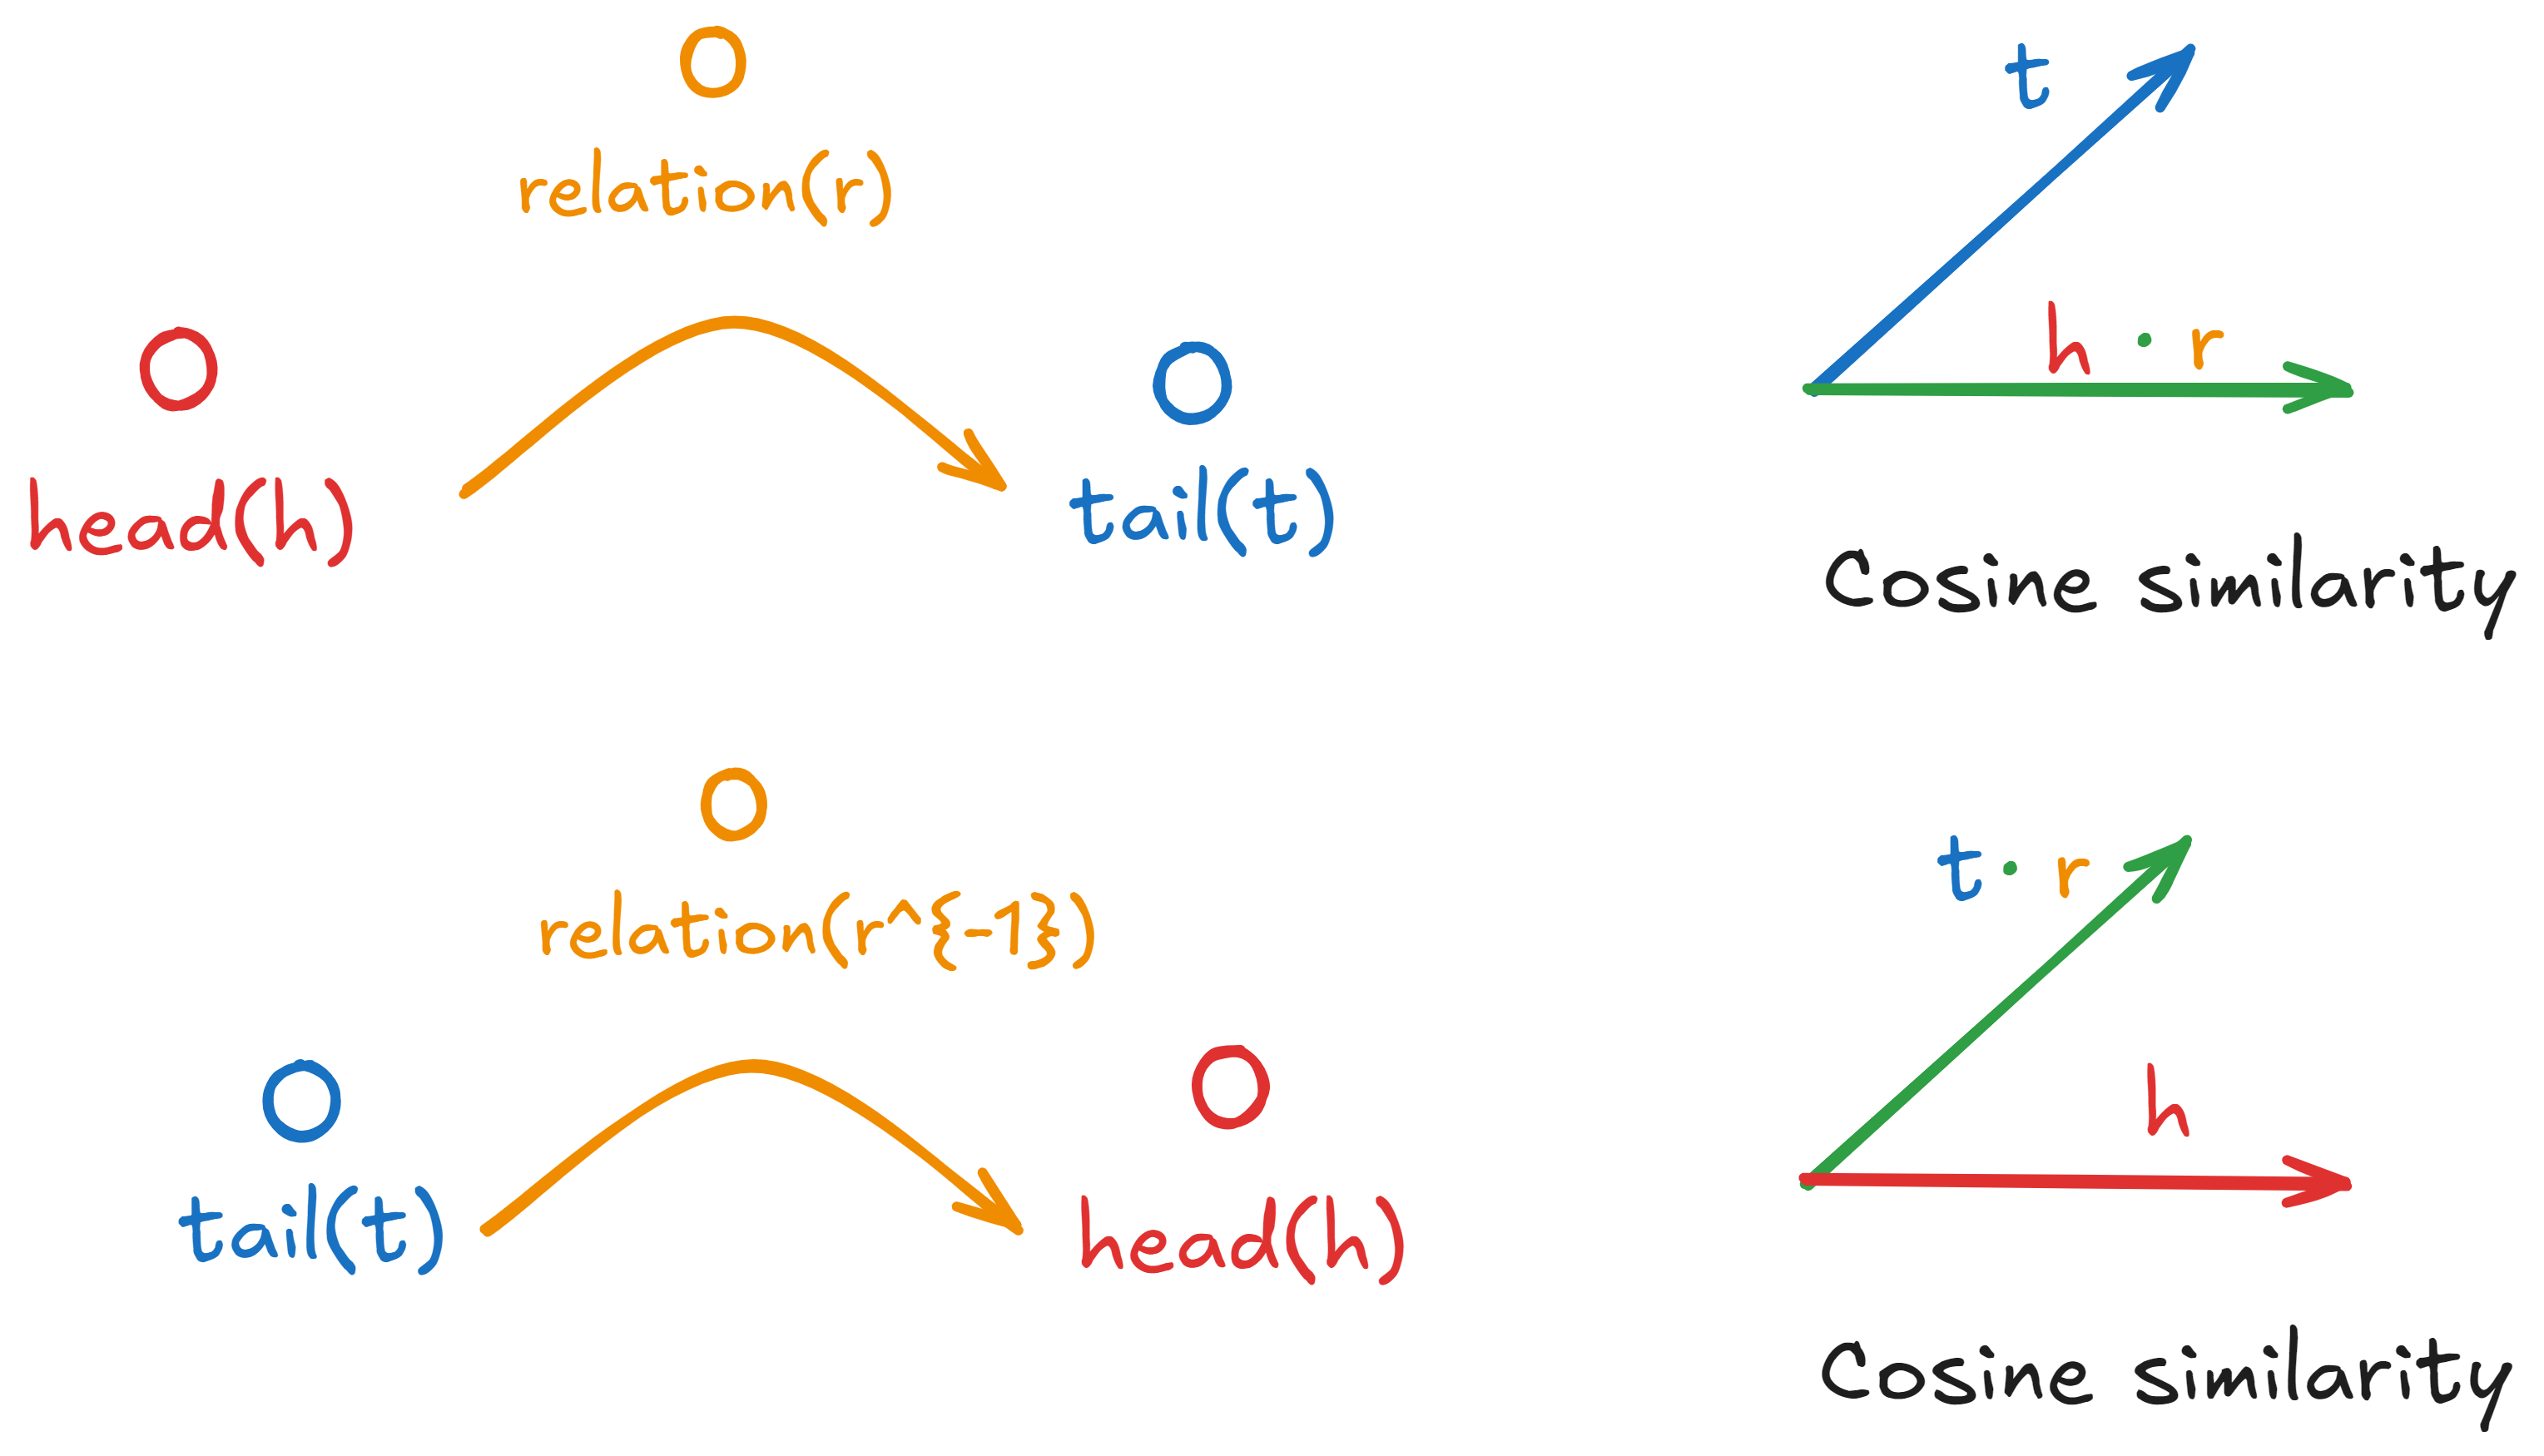 relation(r)
head(h)
tail(t)
t
h · r
Cosine similarity
relation(r^{-1})
tail(t)
head(h)
t · r
h
Cosine similarity